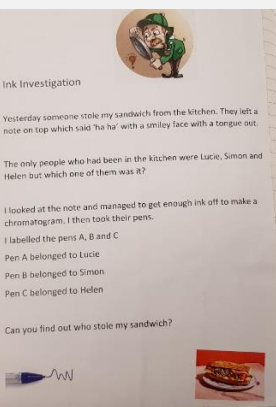 Ink Investigation
Yesterday someone stole my sandwich from the kitchen. They left a
note on top which said 'ha ha' with a smiley face with a tongue out.
The only people who had been in the kitchen were Lucie, Simon and
Helen but which one of them was it?
I looked at the note and managed to get enough ink off to make a
chromatogram. I then took their pens.
I labelled the pens A, B and C
Pen A belonged to Lucie
Pen B belonged to Simon
Pen C belonged to Helen
Can you find out who stole my sandwich?